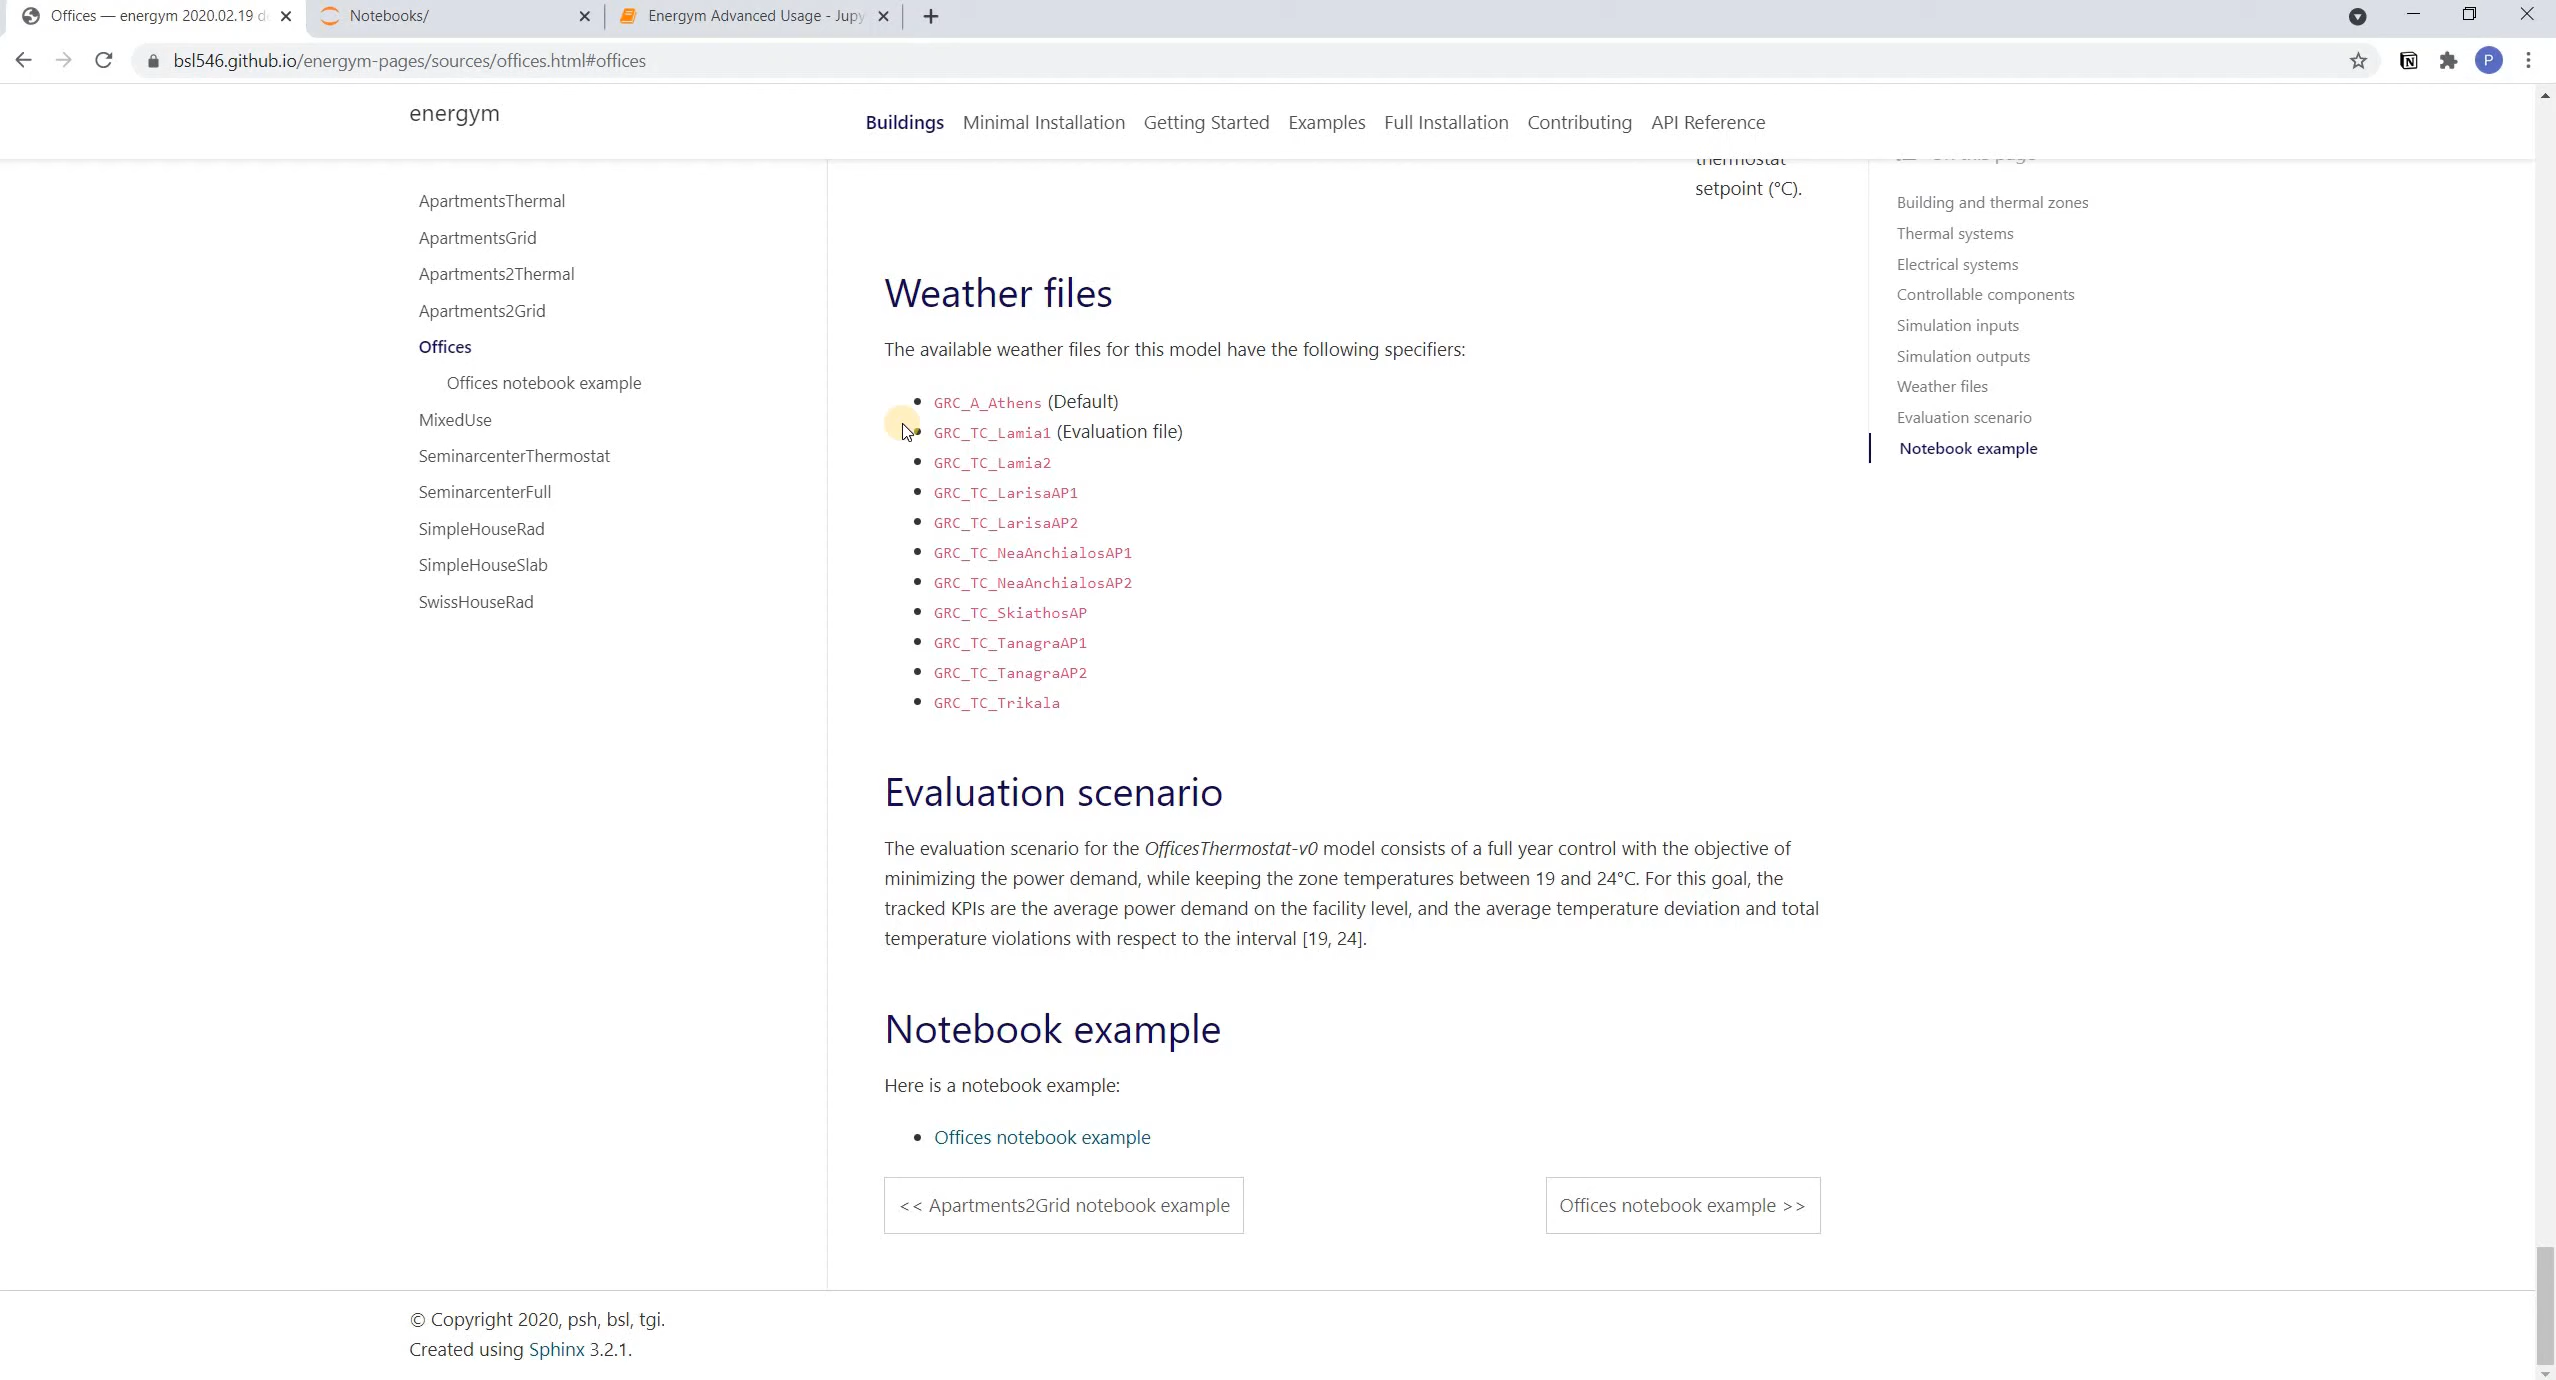 Offices — energym 2020.02.19 d
Notebooks/
Energym Advanced Usage - Jupy
bsl546.github.io/energym-pages/sources/offices.html#offices
P
energym
Buildings Minimal Installation Getting Started Examples Full Installation Contributing API Reference
ApartmentsThermal
ApartmentsGrid
Apartments2Thermal
Apartments2Grid
Offices
Offices notebook example
MixedUse
SeminarcenterThermostat
SeminarcenterFull
SimpleHouseRad
SimpleHouseSlab
SwissHouseRad
thermostat
setpoint (°C).
Weather files
The available weather files for this model have the following specifiers:
• GRC_A_Athens (Default)
• GRC_TC_Lamia1 (Evaluation file)
• GRC_TC_Lamia2
• GRC_TC_LarisaAP1
• GRC_TC_LarisaAP2
• GRC_TC_NeaAnchialosAP1
• GRC_TC_NeaAnchialosAP2
• GRC_TC_SkiathosAP
• GRC_TC_TanagraAP1
• GRC_TC_TanagraAP2
• GRC_TC_Trikala
Evaluation scenario
The evaluation scenario for the OfficesThermostat-v0 model consists of a full year control with the objective of
minimizing the power demand, while keeping the zone temperatures between 19 and 24°C. For this goal, the
tracked KPIs are the average power demand on the facility level, and the average temperature deviation and total
temperature violations with respect to the interval [19, 24].
Notebook example
Here is a notebook example:
• Offices notebook example
<< Apartments2Grid notebook example
Offices notebook example >>
On this page
Building and thermal zones
Thermal systems
Electrical systems
Controllable components
Simulation inputs
Simulation outputs
Weather files
Evaluation scenario
Notebook example
© Copyright 2020, psh, bsl, tgi.
Created using Sphinx 3.2.1.